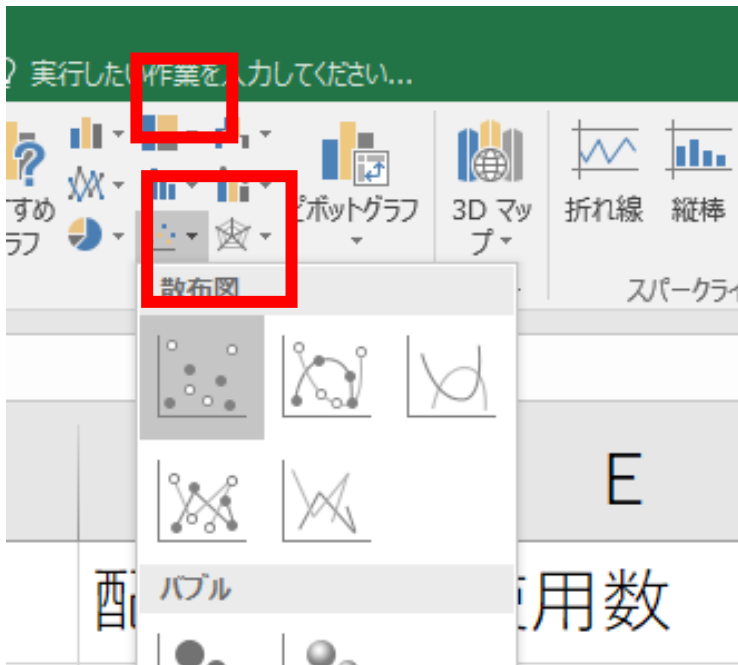 実行したい作業を入力してください...
すめ
ラフ
ピボットグラフ
3D マッ
プ
折れ線
縦棒
スパークライ
散布図
E
使用数
バブル